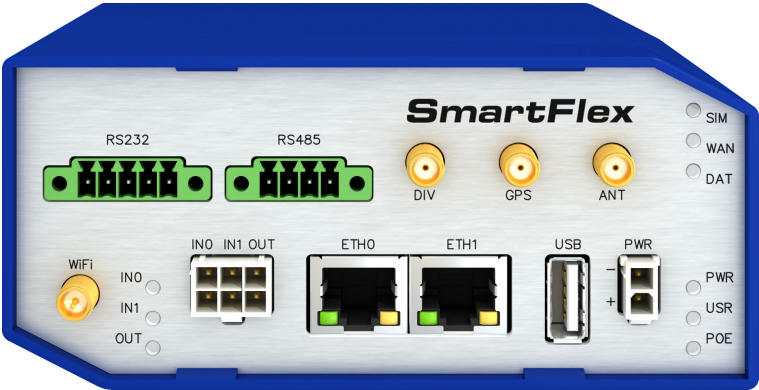 SmartFlex
RS232 RS485
SIM
WAN
DAT
DIV GPS ANT
IN0 IN1 OUT ETH0 ETH1 USB PWR
WiFi
IN0
IN1
OUT
− 
+
PWR
USR
POE